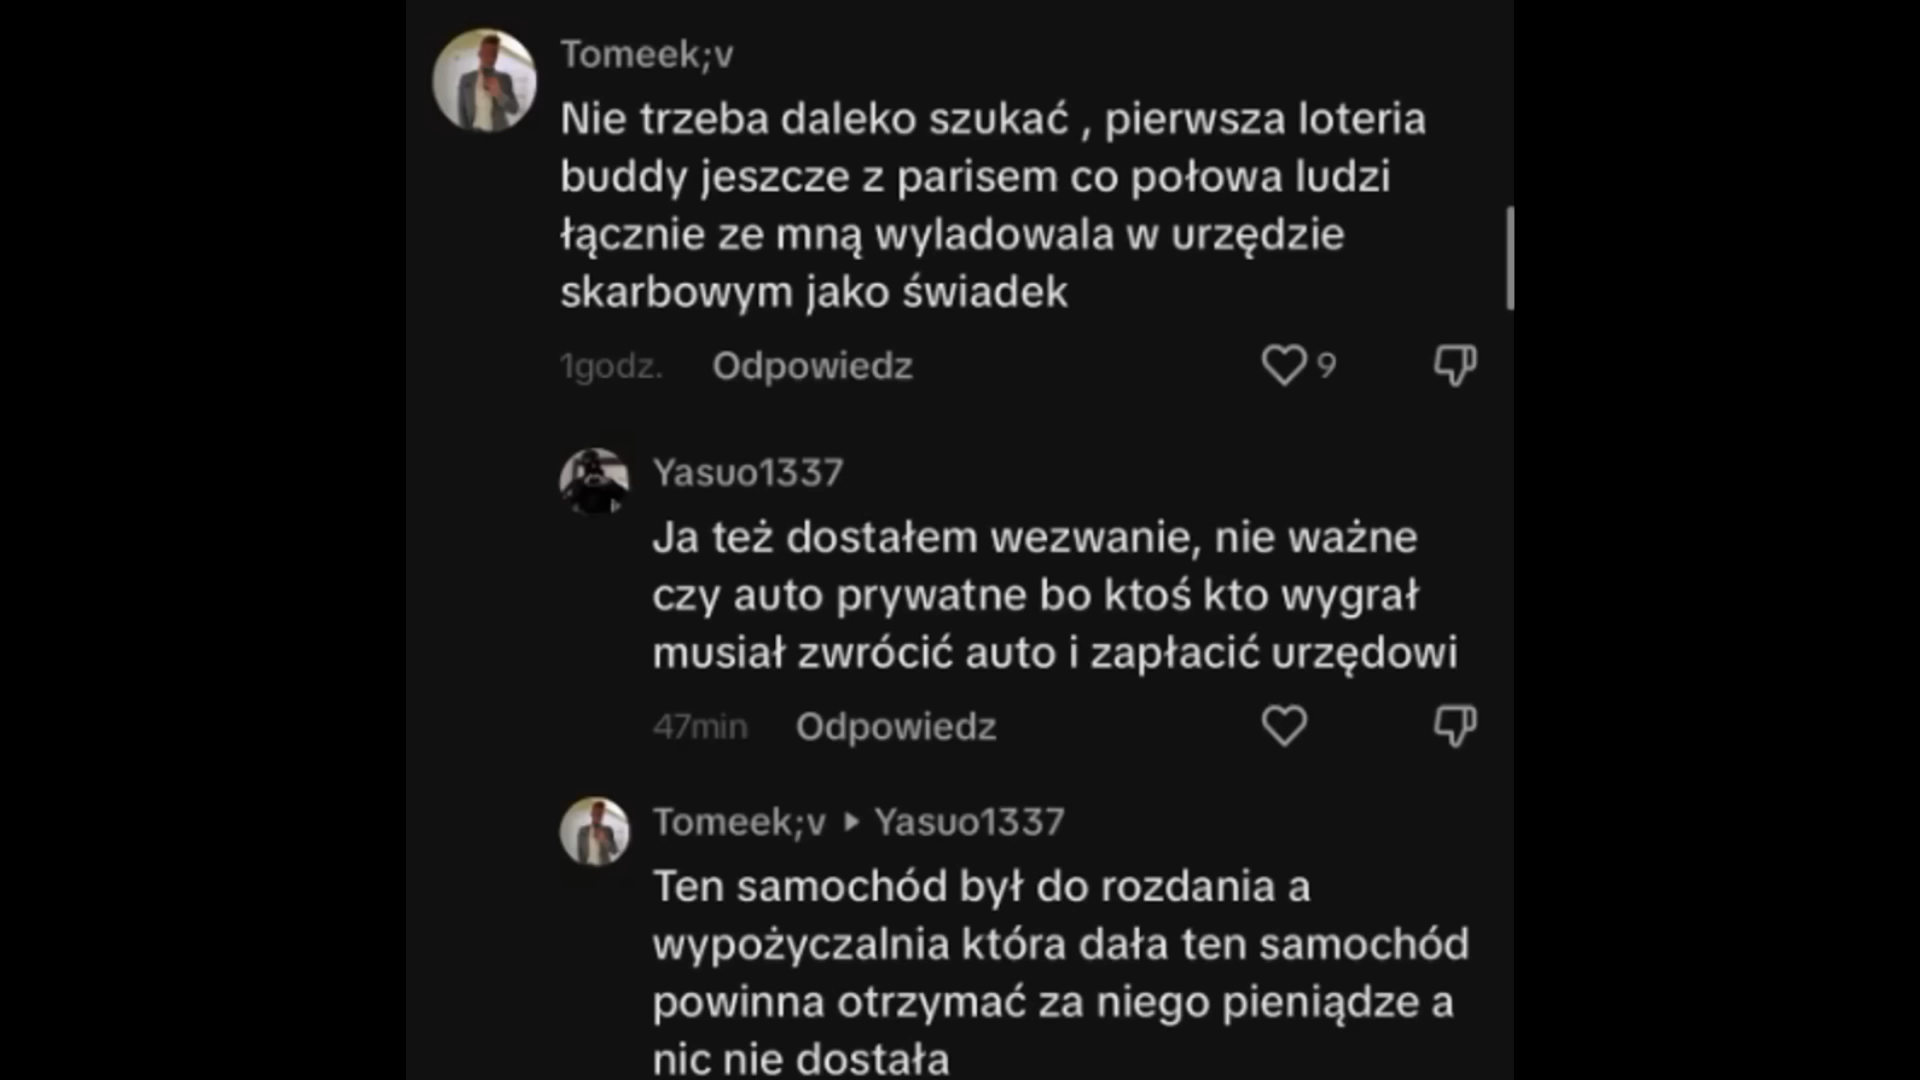 Tomeek;v
Nie trzeba daleko szukać , pierwsza loteria
buddy jeszcze z parisem co połowa ludzi
łącznie ze mną wyladowala w urzędzie
skarbowym jako świadek
1godz. Odpowiedz 9
Yasuo1337
Ja też dostałem wezwanie, nie ważne
czy auto prywatne bo ktoś kto wygrał
musiał zwrócić auto i zapłacić urzędowi
47min Odpowiedz
Tomeek;v ▸ Yasuo1337
Ten samochód był do rozdania a
wypożyczalnia która dała ten samochód
powinna otrzymać za niego pieniądze a
nic nie dostała